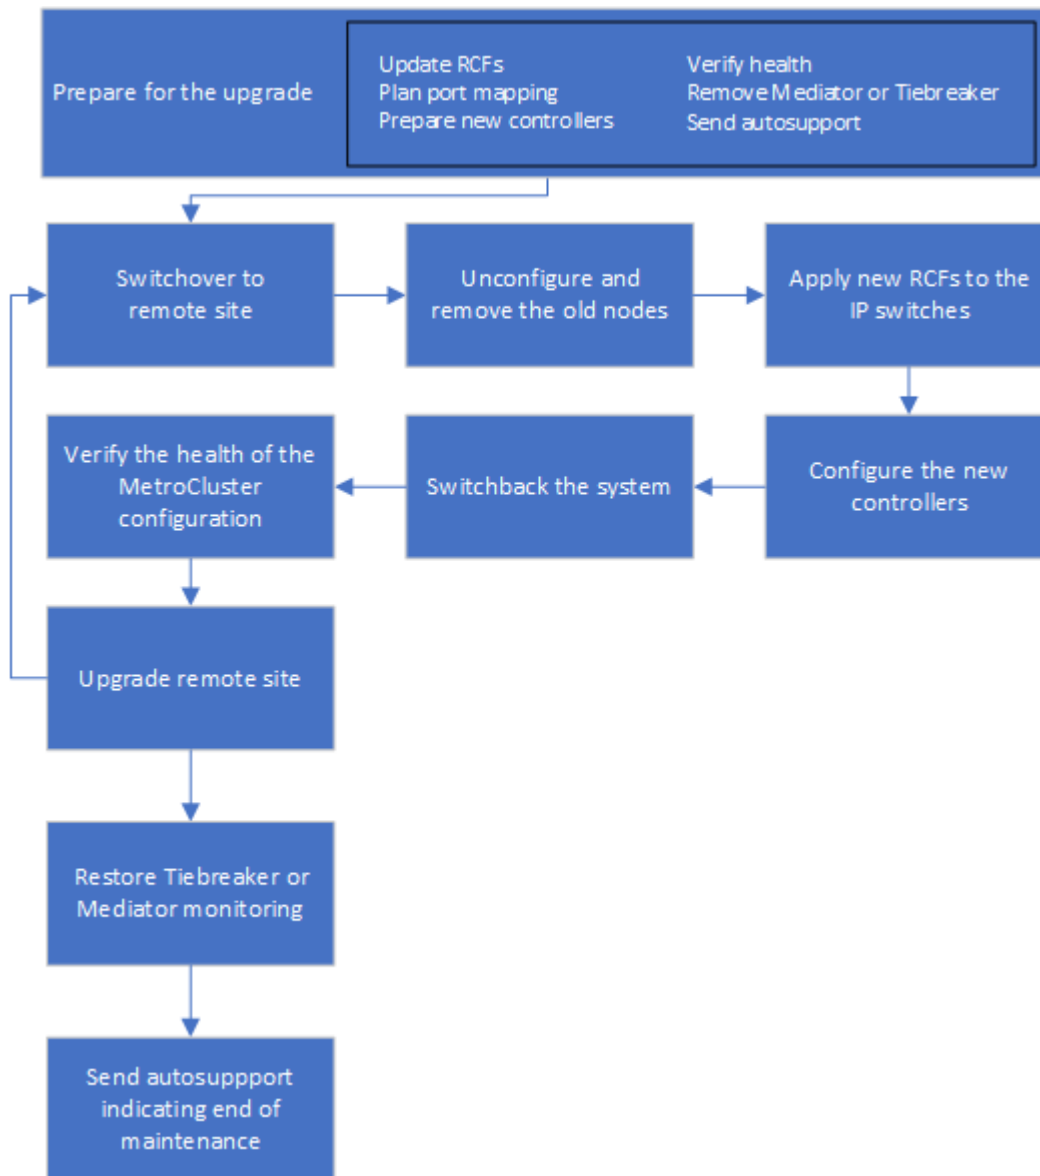 Prepare for the upgrade
Update RCFs
Plan port mapping
Prepare new controllers
Verify health
Remove Mediator or Tiebreaker
Send autosupport
Switchover to
remote site
Unconfigure and
remove the old nodes
Apply new RCFs to the
IP switches
Configure the new
controllers
Switchback the system
Verify the health of the
MetroCluster
configuration
Upgrade remote site
Restore Tiebreaker or
Mediator monitoring
Send autosuppport
indicating end of
maintenance